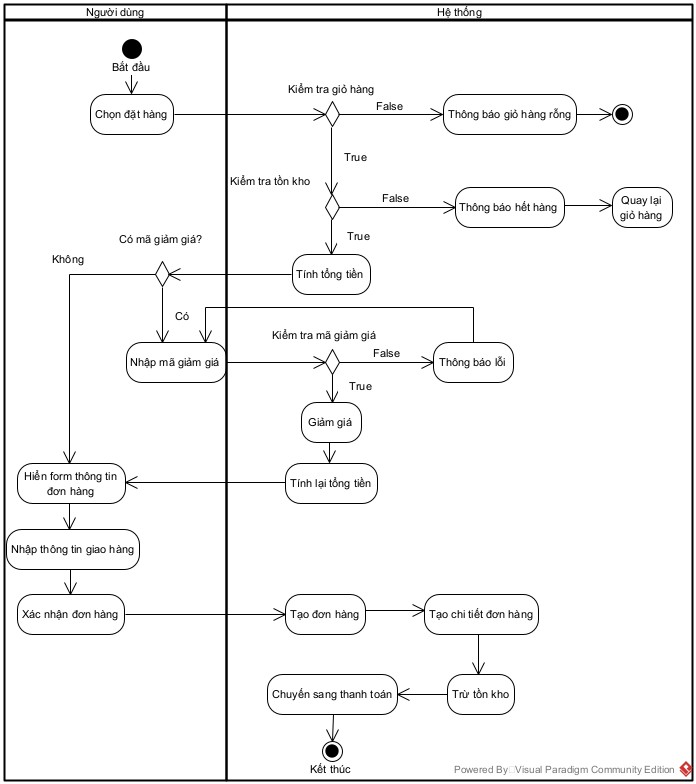 Người dùng
Hệ thống
Bắt đầu
Kiểm tra giỏ hàng
Chọn đặt hàng
False
Thông báo giỏ hàng rỗng
True
Kiểm tra tồn kho
False
Thông báo hết hàng
Quay lại
giỏ hàng
True
Có mã giảm giá?
Không
Tính tổng tiền
Có
Kiểm tra mã giảm giá
Nhập mã giảm giá
False
Thông báo lỗi
True
Giảm giá
Hiển form thông tin
đơn hàng
Tính lại tổng tiền
Nhập thông tin giao hàng
Xác nhận đơn hàng
Tạo đơn hàng
Tạo chi tiết đơn hàng
Chuyển sang thanh toán
Trừ tồn kho
Kết thúc
Powered By Visual Paradigm Community Edition